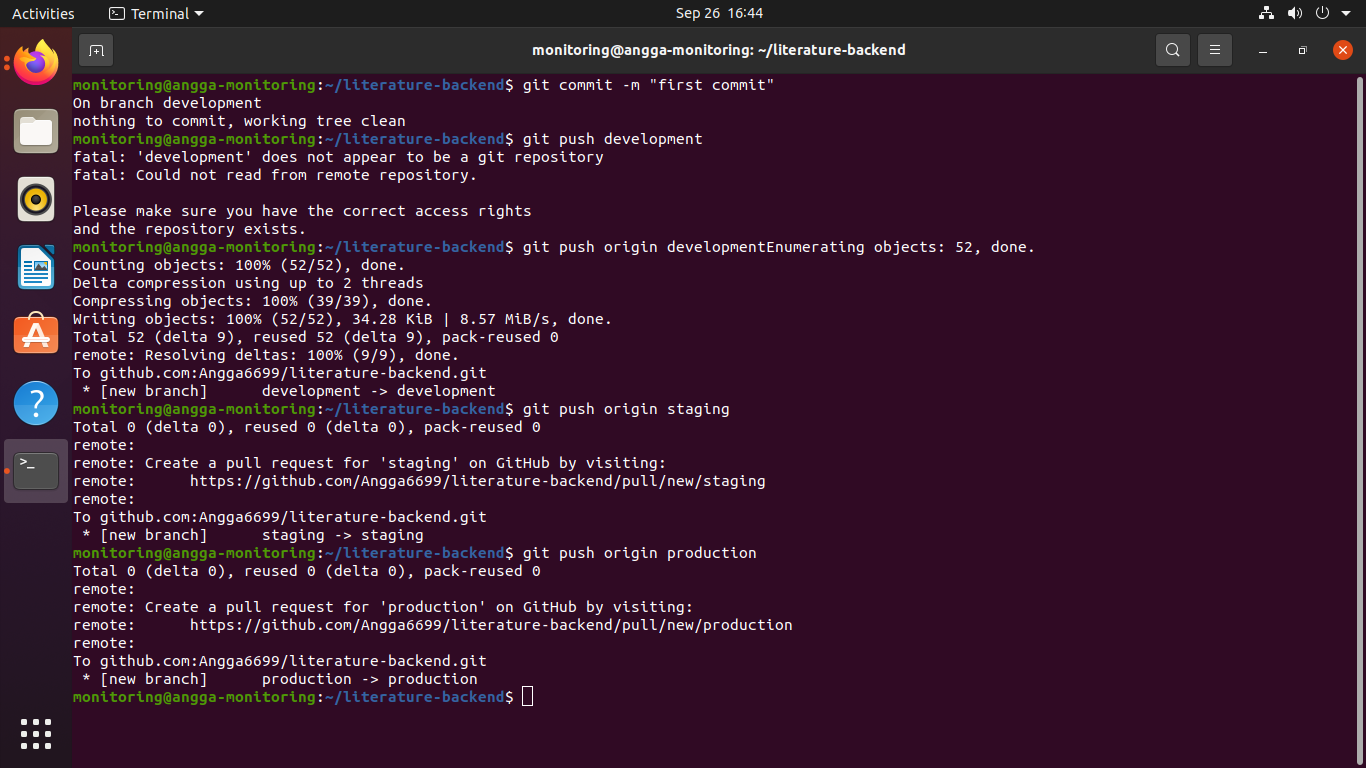 Activities Terminal Sep 26 16:44
monitoring@angga-monitoring: ~/literature-backend
monitoring@angga-monitoring:~/literature-backend$ git commit -m "first commit"
On branch development
nothing to commit, working tree clean
monitoring@angga-monitoring:~/literature-backend$ git push development
fatal: 'development' does not appear to be a git repository
fatal: Could not read from remote repository.

Please make sure you have the correct access rights
and the repository exists.
monitoring@angga-monitoring:~/literature-backend$ git push origin developmentEnumerating objects: 52, done.
Counting objects: 100% (52/52), done.
Delta compression using up to 2 threads
Compressing objects: 100% (39/39), done.
Writing objects: 100% (52/52), 34.28 KiB | 8.57 MiB/s, done.
Total 52 (delta 9), reused 52 (delta 9), pack-reused 0
remote: Resolving deltas: 100% (9/9), done.
To github.com:Angga6699/literature-backend.git
 * [new branch]      development -> development
monitoring@angga-monitoring:~/literature-backend$ git push origin staging
Total 0 (delta 0), reused 0 (delta 0), pack-reused 0
remote:
remote: Create a pull request for 'staging' on GitHub by visiting:
remote:      https://github.com/Angga6699/literature-backend/pull/new/staging
remote:
To github.com:Angga6699/literature-backend.git
 * [new branch]      staging -> staging
monitoring@angga-monitoring:~/literature-backend$ git push origin production
Total 0 (delta 0), reused 0 (delta 0), pack-reused 0
remote:
remote: Create a pull request for 'production' on GitHub by visiting:
remote:      https://github.com/Angga6699/literature-backend/pull/new/production
remote:
To github.com:Angga6699/literature-backend.git
 * [new branch]      production -> production
monitoring@angga-monitoring:~/literature-backend$